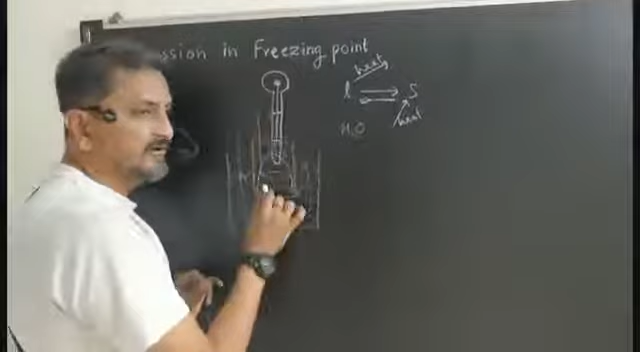 ssion in Freezing point
heat
l ⇌ S
heat
H2O